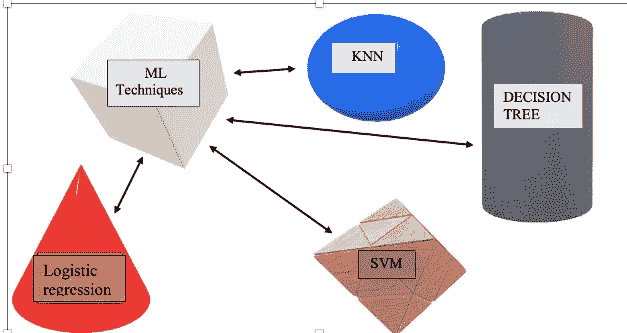 ML
Techniques
KNN
DECISION
TREE
Logistic
regression
SVM